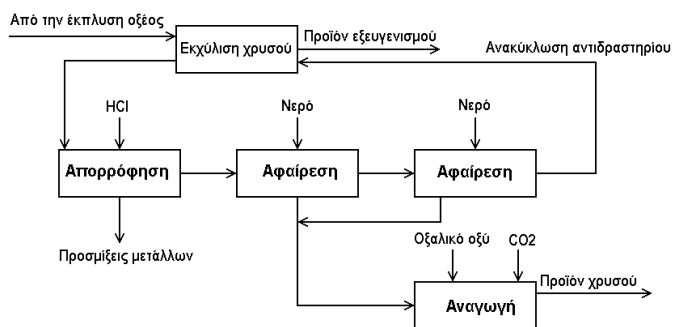 Από την έκπλυση οξέος
Εκχύλιση χρυσού
Προϊόν εξευγενισμού
Ανακύκλωση αντιδραστηρίου
HCl
Νερό
Νερό
Απορρόφηση
Αφαίρεση
Αφαίρεση
Προσμίξεις μετάλλων
Οξαλικό οξύ
CO2
Προϊόν χρυσού
Αναγωγή